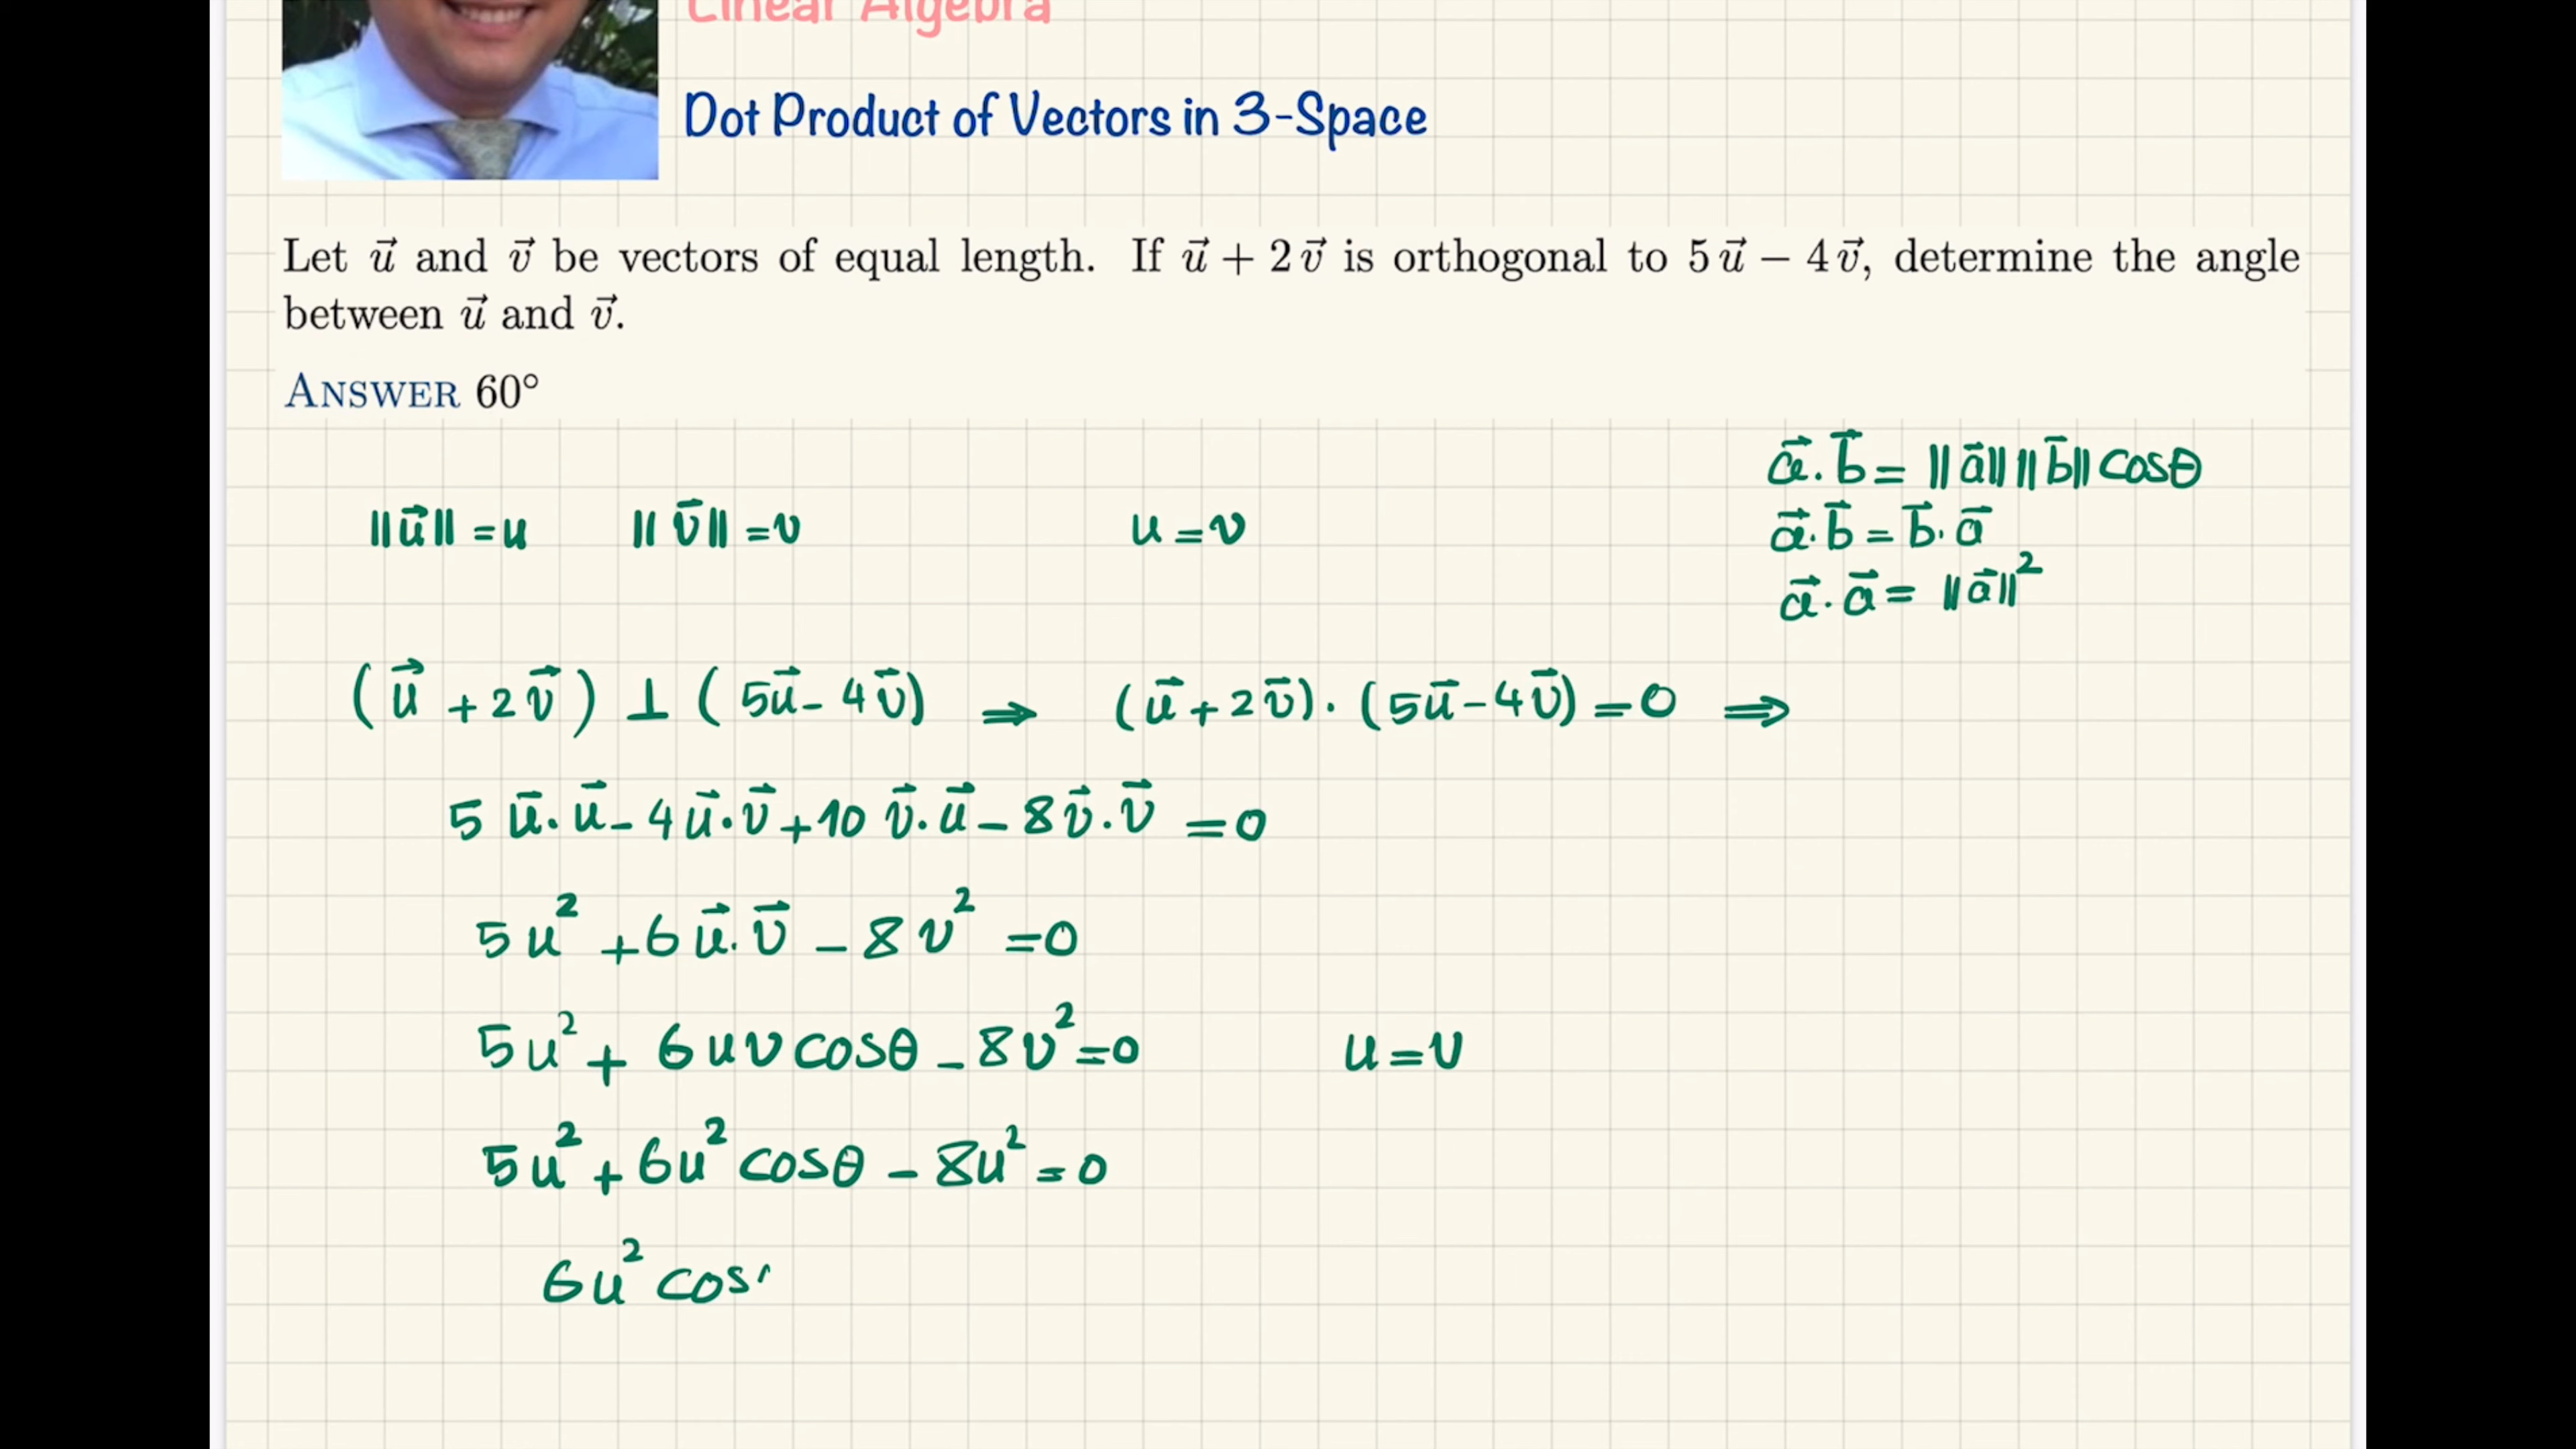 Linear Algebra
Dot Product of Vectors in 3-Space
Let u⃗ and v⃗ be vectors of equal length. If u⃗ + 2v⃗ is orthogonal to 5u⃗ − 4v⃗, determine the angle
between u⃗ and v⃗.
ANSWER 60°
a⃗ · b⃗ = ‖a⃗‖ ‖b⃗‖ cosθ
a⃗ · b⃗ = b⃗ · a⃗
a⃗ · a⃗ = ‖a⃗‖²
‖u⃗‖ = u ‖v⃗‖ = v u = v
(u⃗ + 2v⃗) ⊥ (5u⃗ − 4v⃗) ⇒ (u⃗ + 2v⃗) · (5u⃗ − 4v⃗) = 0 ⇒
5 u⃗ · u⃗ − 4 u⃗ · v⃗ + 10 v⃗ · u⃗ − 8 v⃗ · v⃗ = 0
5u² + 6 u⃗ · v⃗ − 8v² = 0
5u² + 6uv cosθ − 8v² = 0 u = v
5u² + 6u² cosθ − 8u² = 0
6u² cos